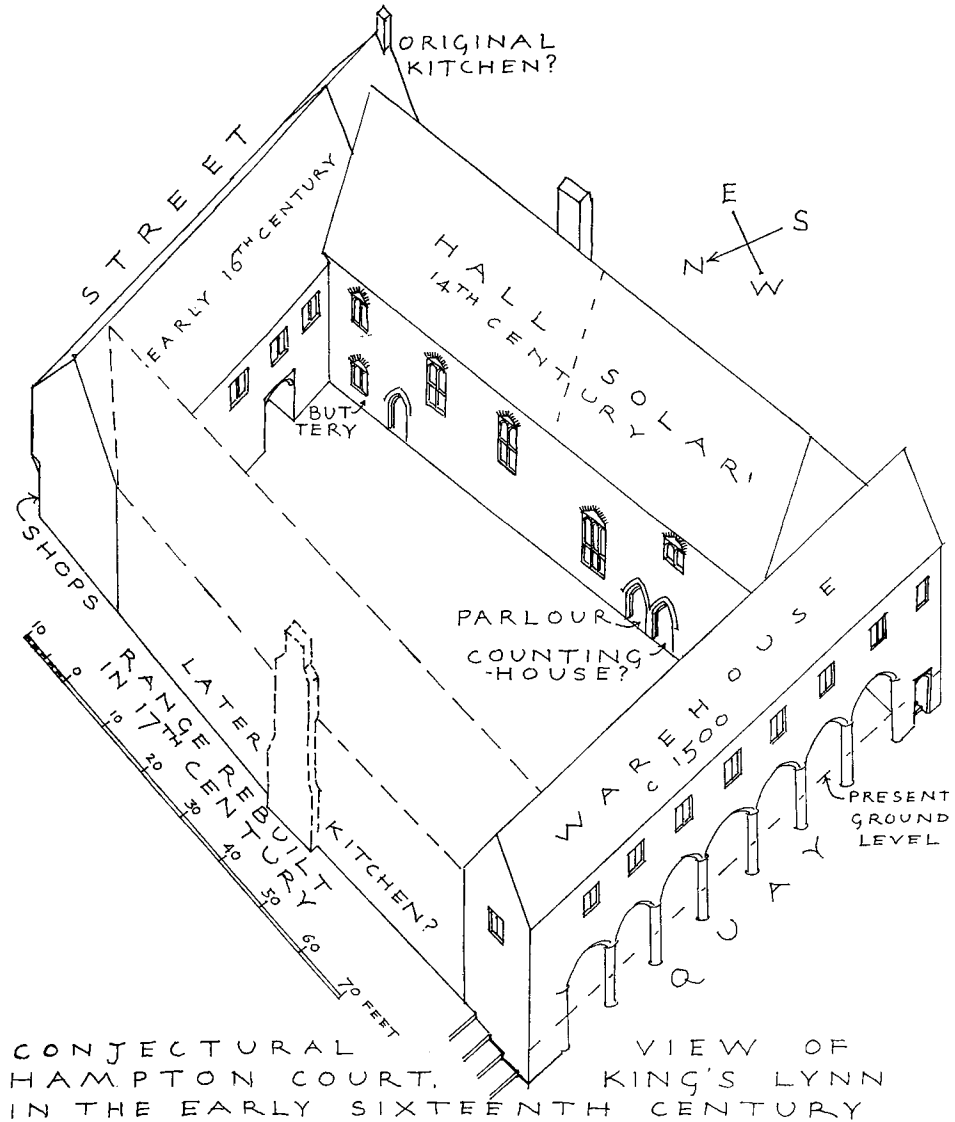 ORIGINAL
KITCHEN?
STREET
EARLY 16TH CENTURY
HALL SOLAR
14TH CENTURY
E
S
N
W
BUT
TERY
SHOPS
PARLOUR
COUNTING
-HOUSE?
WAREHOUSE
C 1500
PRESENT
GROUND
LEVEL
QUAY
LATER KITCHEN?
RANGE REBUILT
IN 17TH CENTURY
10 0 10 20 30 40 50 60 70 FEET
CONJECTURAL VIEW OF
HAMPTON COURT, KING'S LYNN
IN THE EARLY SIXTEENTH CENTURY